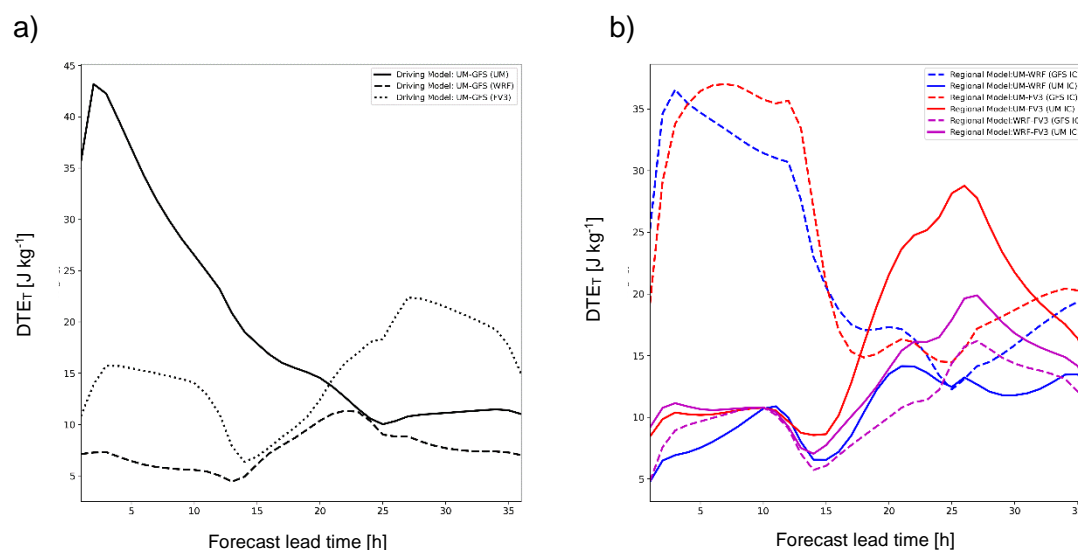 a)
45
40
35
30
25
20
15
10
5
DTE_T [J kg⁻¹]
Driving Model: UM-GFS (UM)
Driving Model: UM-GFS (WRF)
Driving Model: UM-GFS (FV3)
5 10 15 20 25 30 35
Forecast lead time [h]
b)
35
30
25
20
15
10
5
DTE_T [J kg⁻¹]
Regional Model:UM-WRF (GFS IC
Regional Model:UM-WRF (UM IC)
Regional Model:UM-FV3 (GFS IC)
Regional Model:UM-FV3 (UM IC)
Regional Model:WRF-FV3 (GFS IC
Regional Model:WRF-FV3 (UM IC
5 10 15 20 25 30 35
Forecast lead time [h]